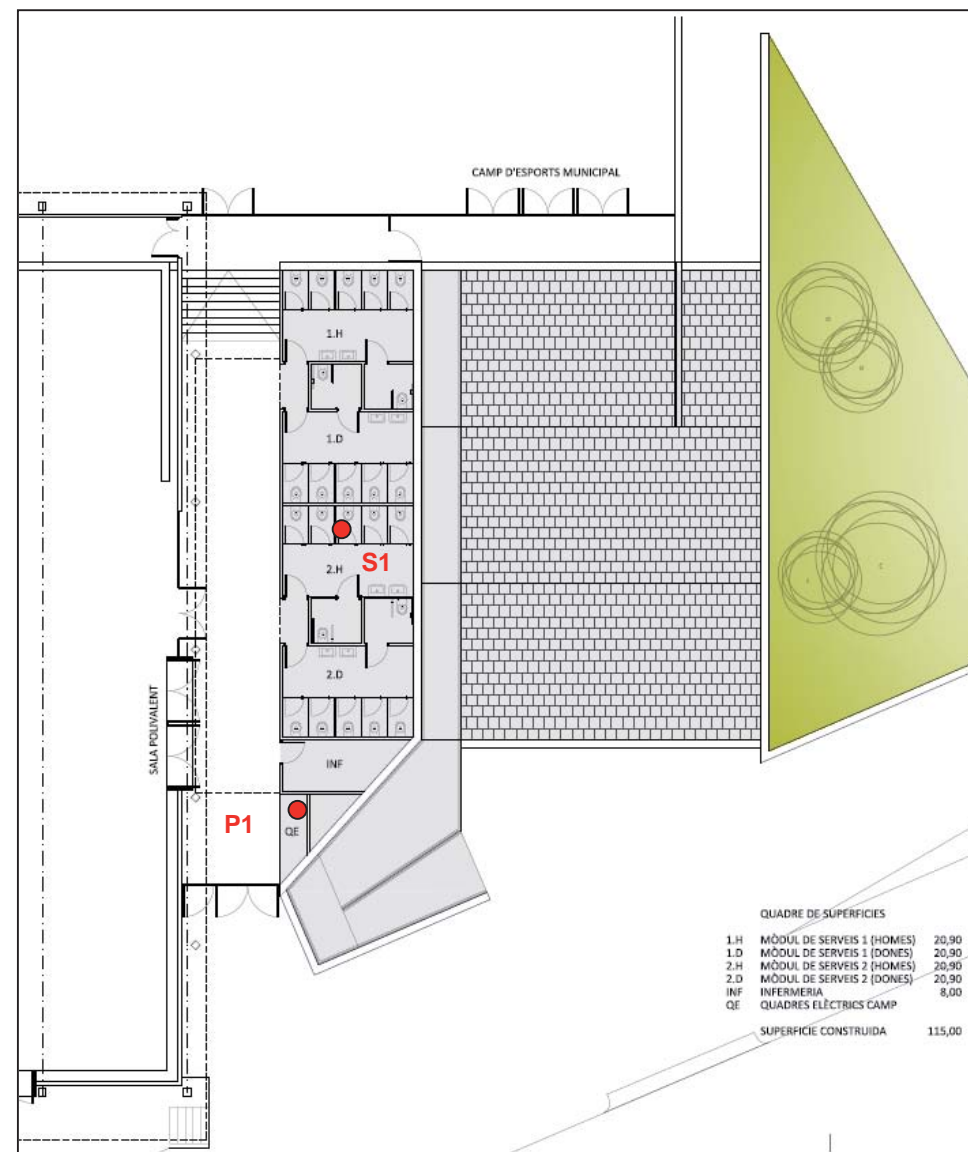 CAMP D'ESPORTS MUNICIPAL
1.H
1.D
S1
2.H
2.D
SALA POLIVALENT
INF
P1
QE
QUADRE DE SUPERFICIES
1.H MÒDUL DE SERVEIS 1 (HOMES) 20,90
1.D MÒDUL DE SERVEIS 1 (DONES) 20,90
2.H MÒDUL DE SERVEIS 2 (HOMES) 20,90
2.D MÒDUL DE SERVEIS 2 (DONES) 20,90
INF INFERMERIA 8,00
QE QUADRES ELÈCTRICS CAMP
SUPERFICIE CONSTRUIDA 115,00